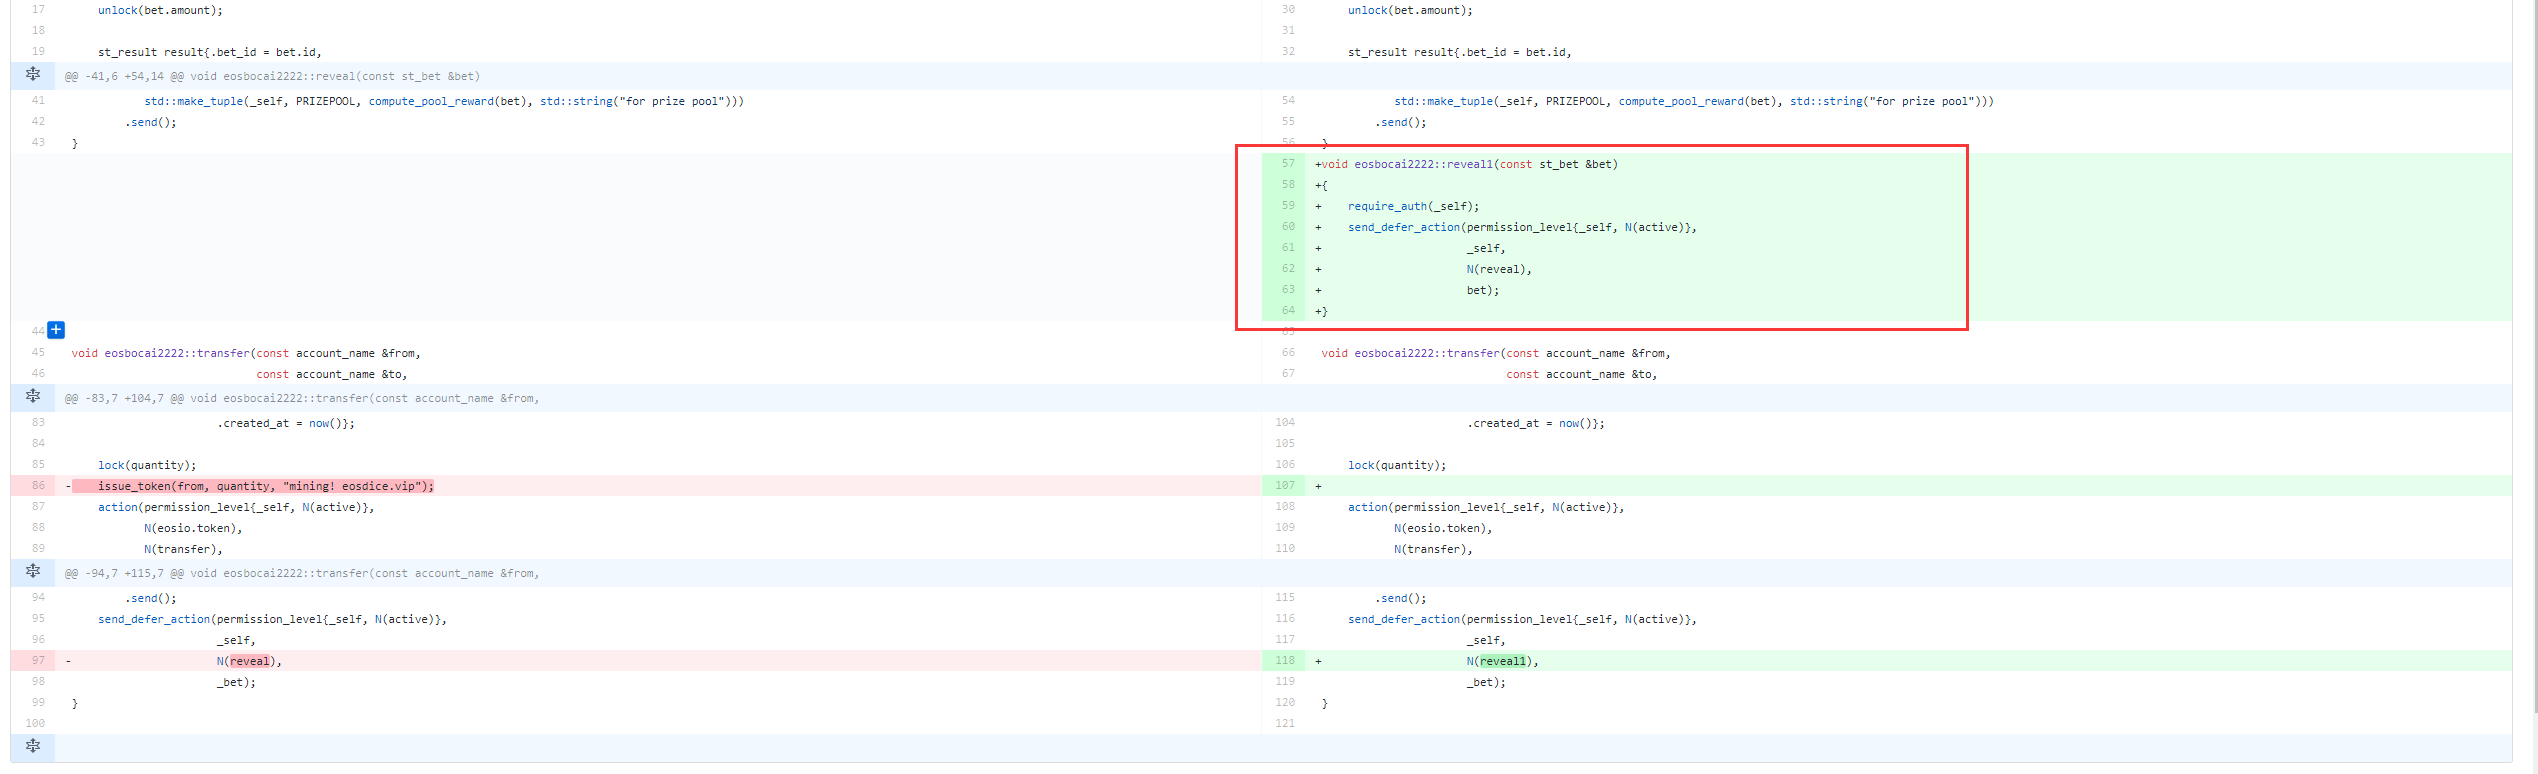 17 unlock(bet.amount);
18
19 st_result result{.bet_id = bet.id,
@@ -41,6 +54,14 @@ void eosbocai2222::reveal(const st_bet &bet)
41 std::make_tuple(_self, PRIZEPOOL, compute_pool_reward(bet), std::string("for prize pool")))
42 .send();
43 }
44
45 void eosbocai2222::transfer(const account_name &from,
46 const account_name &to,
@@ -83,7 +104,7 @@ void eosbocai2222::transfer(const account_name &from,
83 .created_at = now()};
84
85 lock(quantity);
86 - issue_token(from, quantity, "mining! eosdice.vip");
87 action(permission_level{_self, N(active)},
88 N(eosio.token),
89 N(transfer),
@@ -94,7 +115,7 @@ void eosbocai2222::transfer(const account_name &from,
94 .send();
95 send_defer_action(permission_level{_self, N(active)},
96 _self,
97 - N(reveal),
98 _bet);
99 }
100
30 unlock(bet.amount);
31
32 st_result result{.bet_id = bet.id,
54 std::make_tuple(_self, PRIZEPOOL, compute_pool_reward(bet), std::string("for prize pool")))
55 .send();
56 }
57 +void eosbocai2222::reveal1(const st_bet &bet)
58 +{
59 + require_auth(_self);
60 + send_defer_action(permission_level{_self, N(active)},
61 + _self,
62 + N(reveal),
63 + bet);
64 +}
65
66 void eosbocai2222::transfer(const account_name &from,
67 const account_name &to,
104 .created_at = now()};
105
106 lock(quantity);
107 +
108 action(permission_level{_self, N(active)},
109 N(eosio.token),
110 N(transfer),
115 .send();
116 send_defer_action(permission_level{_self, N(active)},
117 _self,
118 + N(reveal1),
119 _bet);
120 }
121